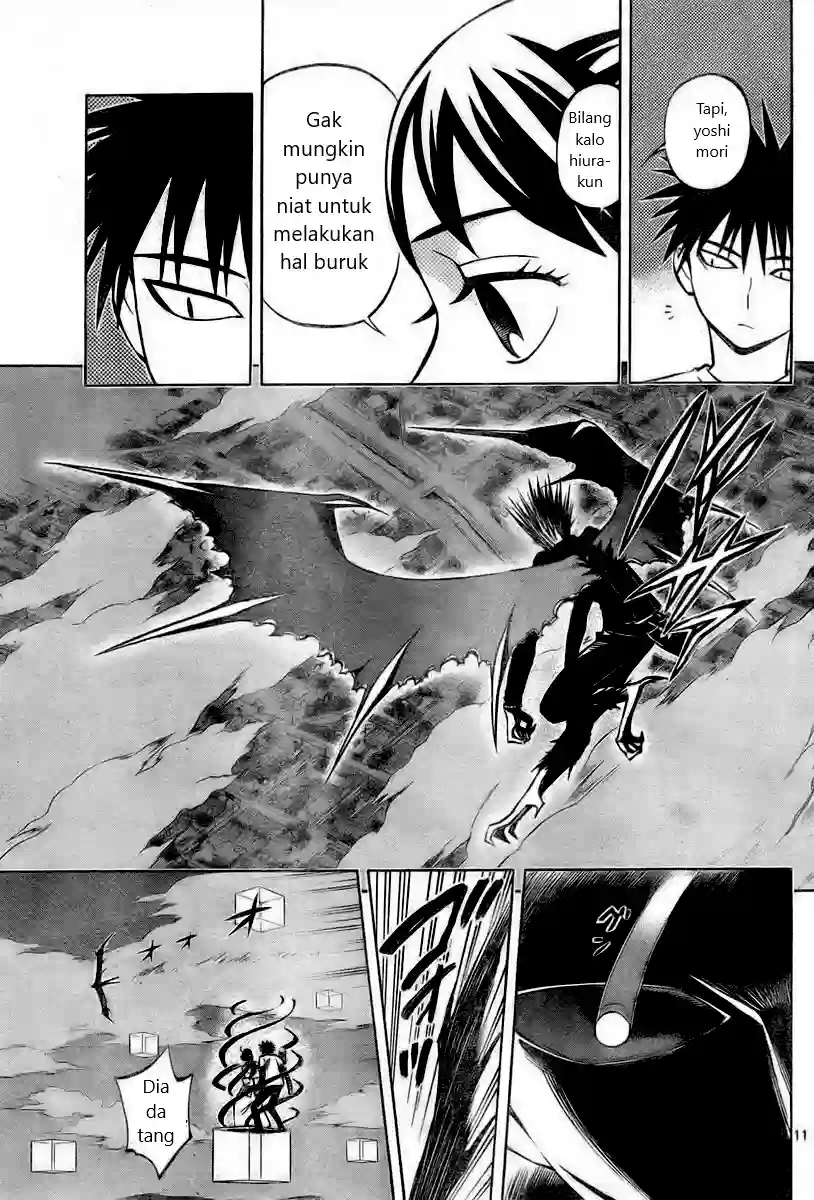 Tapi,
yoshi
mori
Bilang
kalo
hiura-
kun
Gak
mungkin
punya
niat untuk
melakukan
hal buruk
グ
Dia
da
tang
11